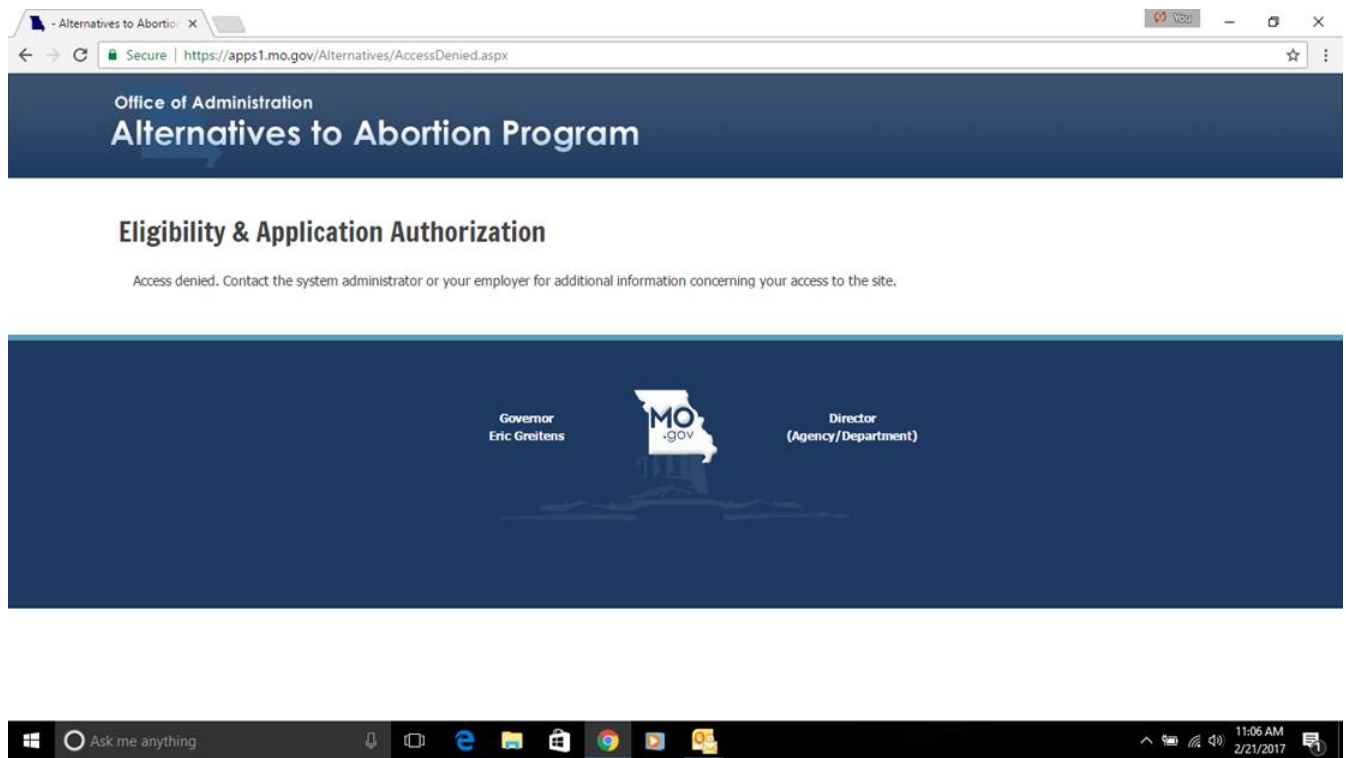 - Alternatives to Abortio
You
Secure | https://apps1.mo.gov/Alternatives/AccessDenied.aspx
Office of Administration
Alternatives to Abortion Program
Eligibility & Application Authorization
Access denied. Contact the system administrator or your employer for additional information concerning your access to the site.
Governor
Eric Greitens
MO
.gov
Director
(Agency/Department)
Ask me anything
11:06 AM
2/21/2017
1